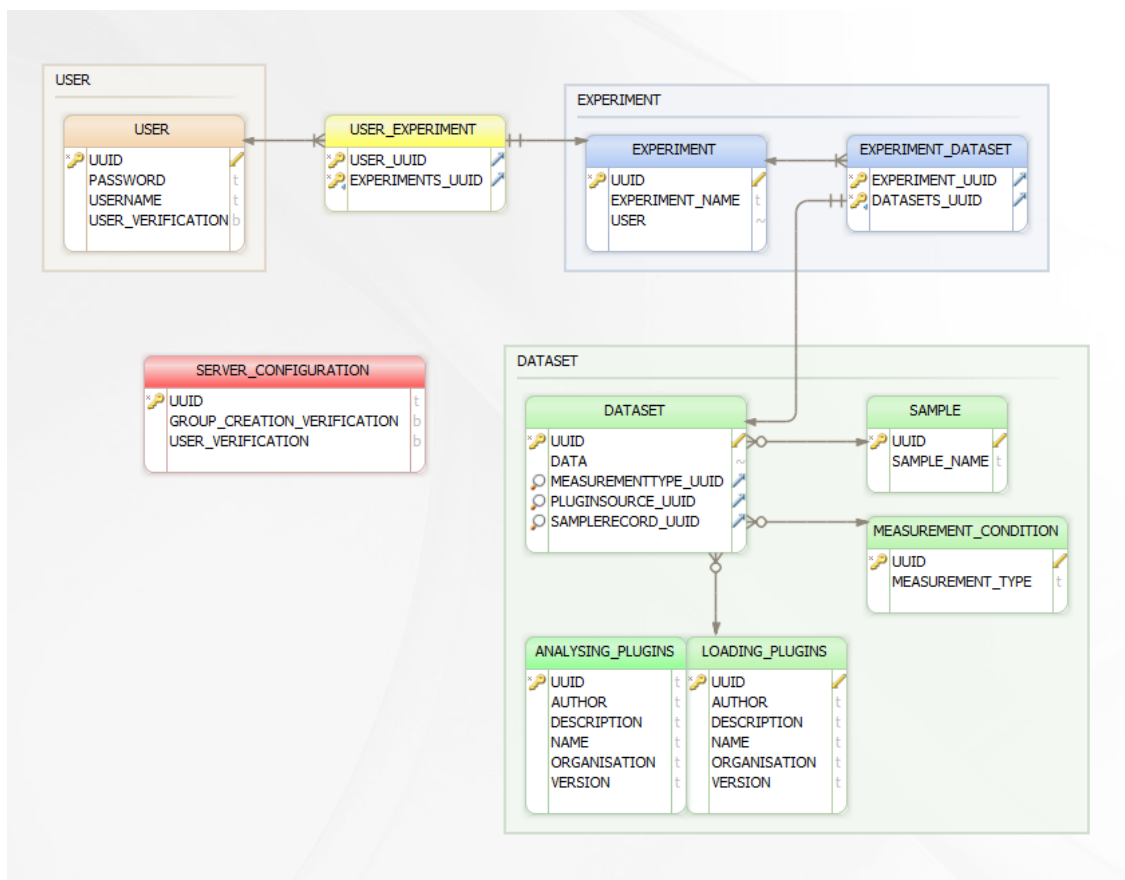 USER
USER
UUID
PASSWORD t
USERNAME t
USER_VERIFICATION b
USER_EXPERIMENT
USER_UUID
EXPERIMENTS_UUID
EXPERIMENT
EXPERIMENT
UUID
EXPERIMENT_NAME t
USER ~
EXPERIMENT_DATASET
EXPERIMENT_UUID
DATASETS_UUID
SERVER_CONFIGURATION
UUID t
GROUP_CREATION_VERIFICATION b
USER_VERIFICATION b
DATASET
DATASET
UUID
DATA ~
MEASUREMENTTYPE_UUID
PLUGINSOURCE_UUID
SAMPLERECORD_UUID
SAMPLE
UUID
SAMPLE_NAME t
MEASUREMENT_CONDITION
UUID
MEASUREMENT_TYPE t
ANALYSING_PLUGINS
UUID t
AUTHOR t
DESCRIPTION t
NAME t
ORGANISATION t
VERSION t
LOADING_PLUGINS
UUID
AUTHOR t
DESCRIPTION t
NAME t
ORGANISATION t
VERSION t